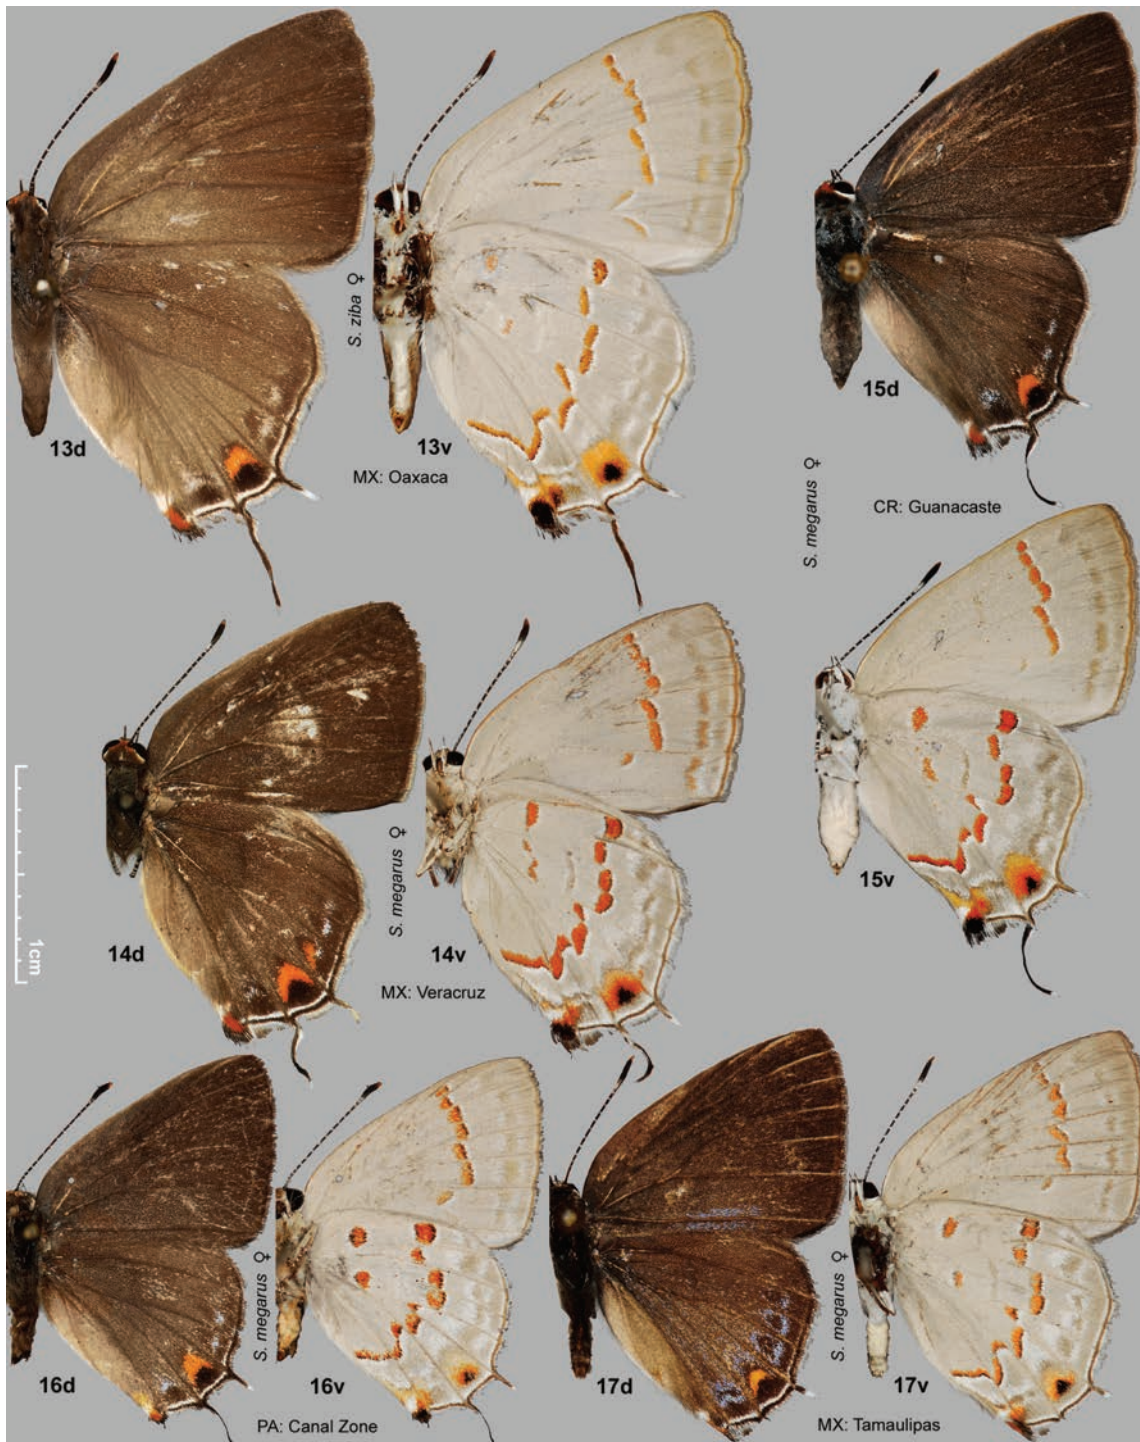 S. ziba ♀
13d
13v
MX: Oaxaca
15d
S. megarus ♀
CR: Guanacaste
15v
1cm
14d
S. megarus ♀
14v
MX: Veracruz
16d
S. megarus ♀
16v
PA: Canal Zone
17d
S. megarus ♀
17v
MX: Tamaulipas